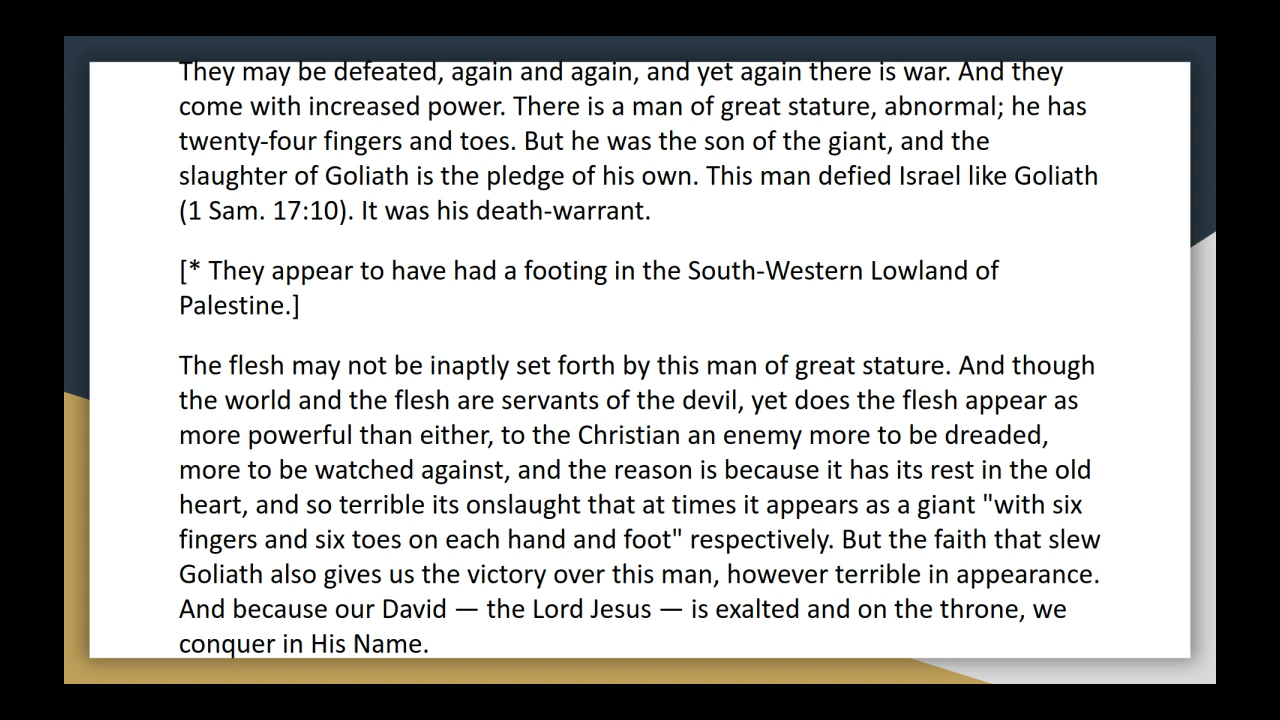 They may be defeated, again and again, and yet again there is war. And they
come with increased power. There is a man of great stature, abnormal; he has
twenty-four fingers and toes. But he was the son of the giant, and the
slaughter of Goliath is the pledge of his own. This man defied Israel like Goliath
(1 Sam. 17:10). It was his death-warrant.
[* They appear to have had a footing in the South-Western Lowland of
Palestine.]
The flesh may not be inaptly set forth by this man of great stature. And though
the world and the flesh are servants of the devil, yet does the flesh appear as
more powerful than either, to the Christian an enemy more to be dreaded,
more to be watched against, and the reason is because it has its rest in the old
heart, and so terrible its onslaught that at times it appears as a giant "with six
fingers and six toes on each hand and foot" respectively. But the faith that slew
Goliath also gives us the victory over this man, however terrible in appearance.
And because our David — the Lord Jesus — is exalted and on the throne, we
conquer in His Name.